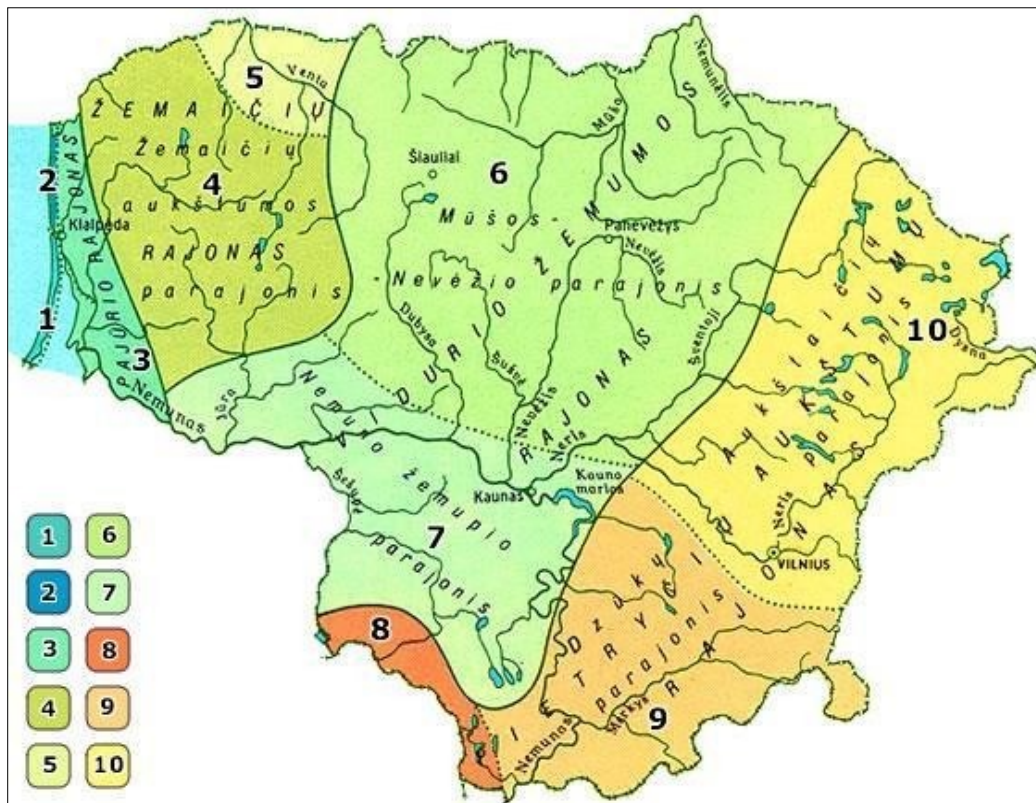 5
Venta
Nemunėlis
Mūša
ŽEMAIČIŲ
Žemaičių
4
aukštumos
RAJONAS
parajonis
2
Klaipėda
1
PAJŪRIO RAJONAS
3
Nemunas
Jūra
Šiauliai
6
Mūšos-
-Nevėžio parajonis
Panevėžys
Nevėžis
VIDURIO ŽEMUMOS
RAJONAS
Dubysa
Šušvė
Nevėžis
Šventoji
Neris
Nemuno žemupio
parajonis
Šešupė
Kaunas
Kauno
marios
7
8
10
Dysna
Aukštaičių
parajonis
AUKŠTUMŲ
RAJONAS
Neris
VILNIUS
Dzūkų
parajonis
Nemunas
Merkys
9
1
6
2
7
3
8
4
9
5
10